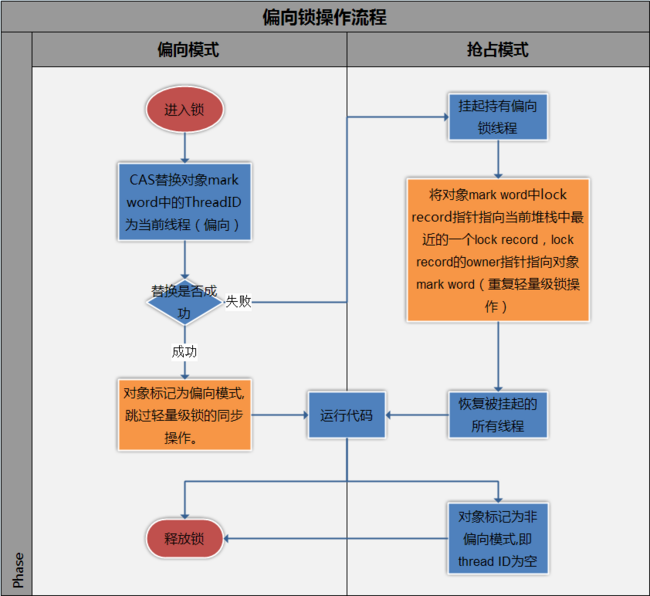 偏向锁操作流程
偏向模式
抢占模式
进入锁
挂起持有偏向
锁线程
CAS替换对象mark
word中的ThreadID
为当前线程（偏向）
将对象mark word中lock
record指针指向当前堆栈中最
近的一个lock record，lock
record的owner指针指向对象
mark word（重复轻量级锁操
作）
替换是否成
功
失败
成功
对象标记为偏向模式,
跳过轻量级锁的同步
操作。
运行代码
恢复被挂起的
所有线程
释放锁
对象标记为非
偏向模式,即
thread ID为空
Phase